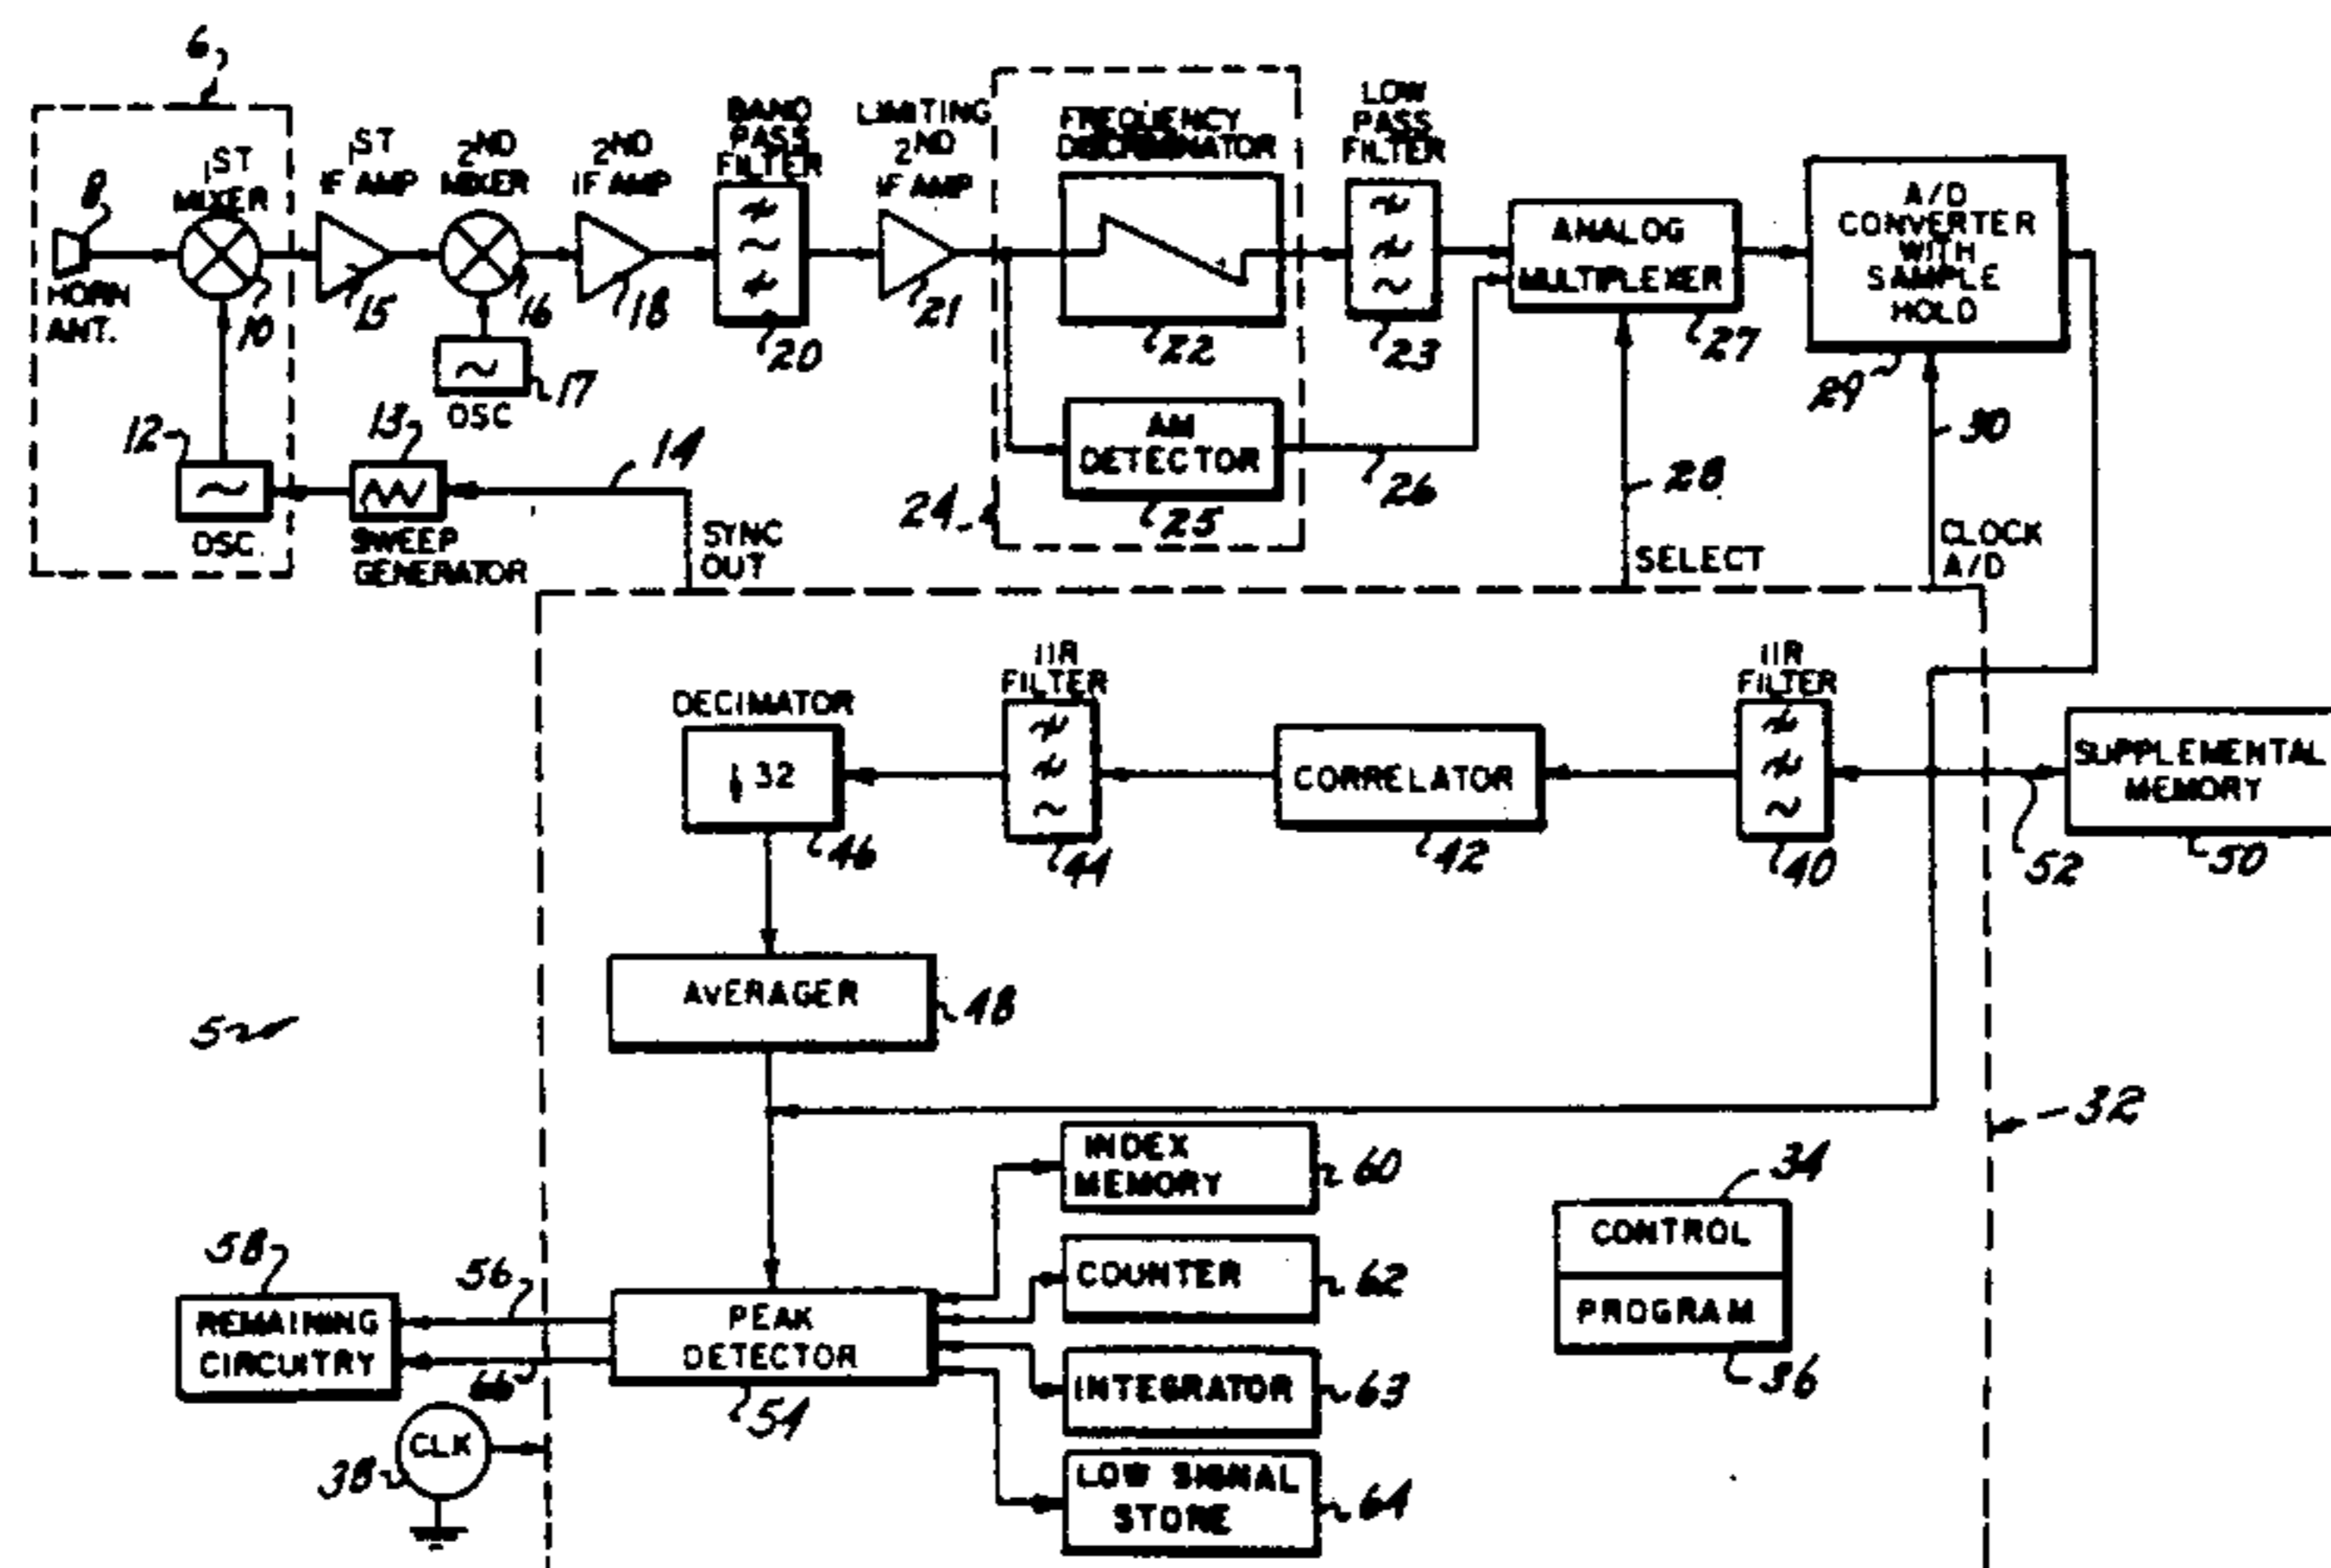 6
8
HORN
ANT.
1ST
MIXER
10
12
OSC.
13
SWEEP
GENERATOR
14
SYNC
OUT
1ST
IF AMP
15
2ND
MIXER
16
OSC
17
2ND
IF AMP
18
BAND
PASS
FILTER
20
LIMITING
2ND
IF AMP
21
FREQUENCY
DISCRIMINATOR
22
24
AM
DETECTOR
25
26
LOW
PASS
FILTER
23
ANALOG
MULTIPLEXER
27
28
SELECT
A/D
CONVERTER
WITH
SAMPLE
HOLD
29
30
CLOCK
A/D
DECIMATOR
32
46
IIR
FILTER
44
CORRELATOR
42
IIR
FILTER
40
52
SUPPLEMENTAL
MEMORY
50
AVERAGER
48
5
32
INDEX
MEMORY
60
34
CONTROL
PROGRAM
36
58
REMAINING
CIRCUITRY
56
66
PEAK
DETECTOR
54
COUNTER
62
INTEGRATOR
63
LOW SIGNAL
STORE
64
CLK
38